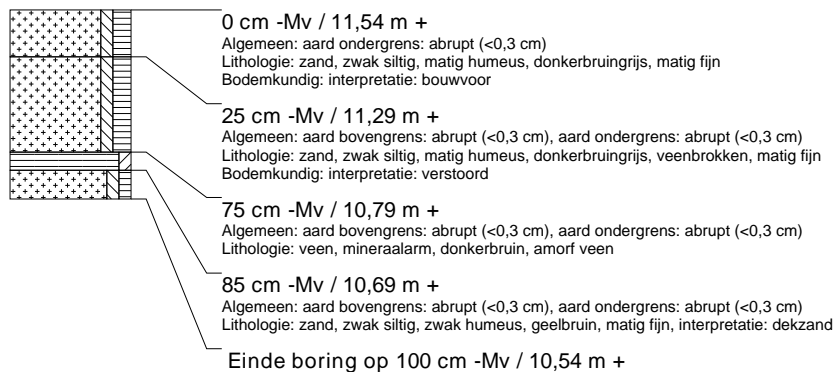 0 cm -Mv / 11,54 m +
Algemeen: aard ondergrens: abrupt (<0,3 cm)
Lithologie: zand, zwak siltig, matig humeus, donkerbruingrijs, matig fijn
Bodemkundig: interpretatie: bouwvoor
25 cm -Mv / 11,29 m +
Algemeen: aard bovengrens: abrupt (<0,3 cm), aard ondergrens: abrupt (<0,3 cm)
Lithologie: zand, zwak siltig, matig humeus, donkerbruingrijs, veenbrokken, matig fijn
Bodemkundig: interpretatie: verstoord
75 cm -Mv / 10,79 m +
Algemeen: aard bovengrens: abrupt (<0,3 cm), aard ondergrens: abrupt (<0,3 cm)
Lithologie: veen, mineraalarm, donkerbruin, amorf veen
85 cm -Mv / 10,69 m +
Algemeen: aard bovengrens: abrupt (<0,3 cm), aard ondergrens: abrupt (<0,3 cm)
Lithologie: zand, zwak siltig, zwak humeus, geelbruin, matig fijn, interpretatie: dekzand
Einde boring op 100 cm -Mv / 10,54 m +